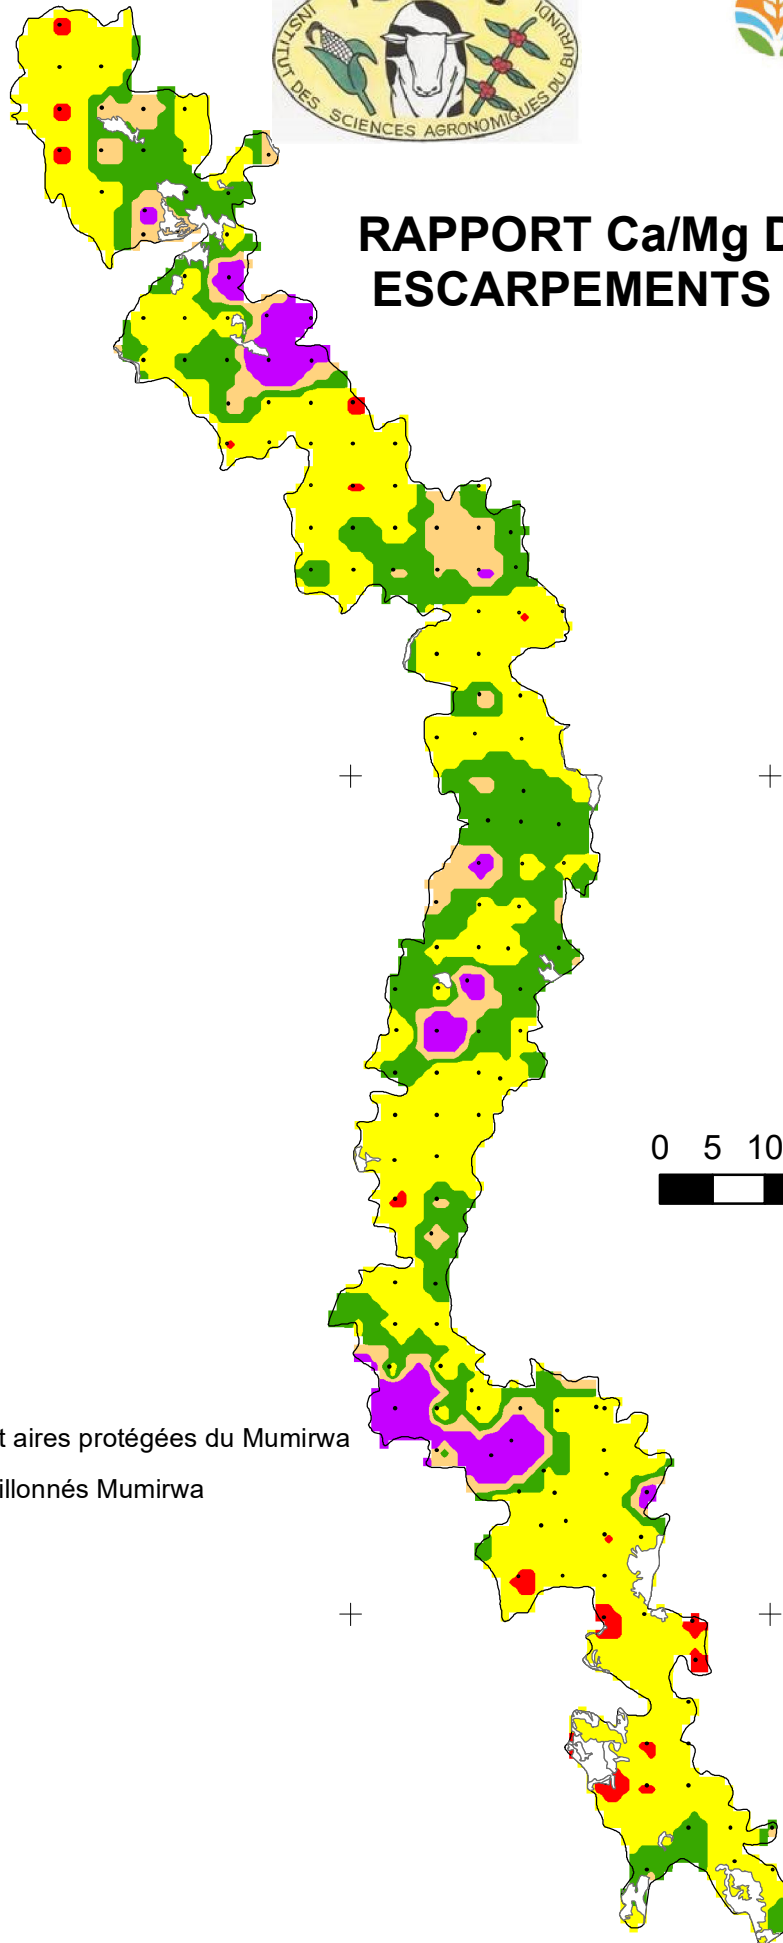 INSTITUT DES SCIENCES AGRONOMIQUES DU BURUNDI
RAPPORT Ca/Mg D
ESCARPEMENTS
0 5 10
t aires protégées du Mumirwa
illonnés Mumirwa